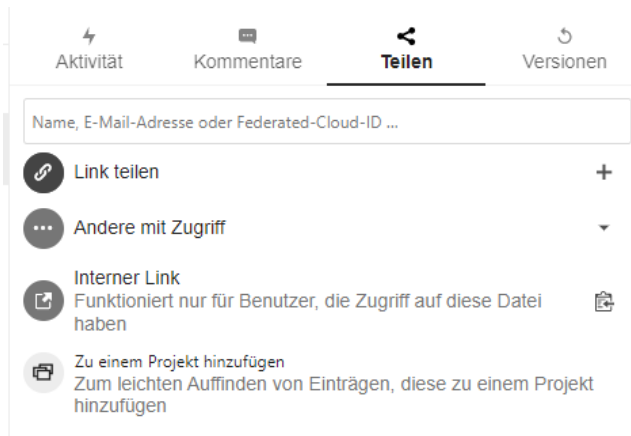 Aktivität Kommentare Teilen Versionen
Name, E-Mail-Adresse oder Federated-Cloud-ID ...
Link teilen
Andere mit Zugriff
Interner Link
Funktioniert nur für Benutzer, die Zugriff auf diese Datei
haben
Zu einem Projekt hinzufügen
Zum leichten Auffinden von Einträgen, diese zu einem Projekt
hinzufügen